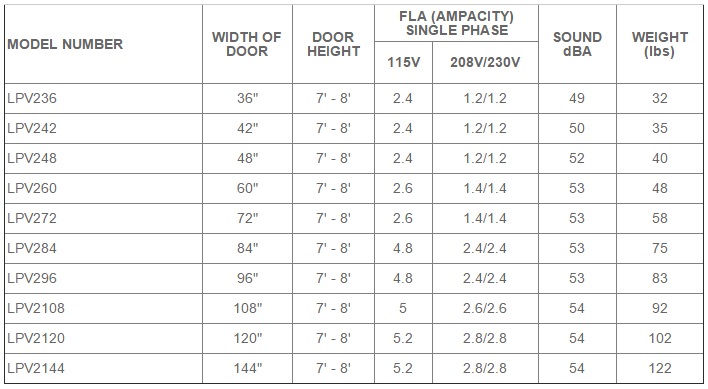 MODEL NUMBER WIDTH OF DOOR DOOR HEIGHT FLA (AMPACITY) SINGLE PHASE SOUND dBA WEIGHT (lbs)
115V 208V/230V
LPV236 36" 7' - 8' 2.4 1.2/1.2 49 32
LPV242 42" 7' - 8' 2.4 1.2/1.2 50 35
LPV248 48" 7' - 8' 2.4 1.2/1.2 52 40
LPV260 60" 7' - 8' 2.6 1.4/1.4 53 48
LPV272 72" 7' - 8' 2.6 1.4/1.4 53 58
LPV284 84" 7' - 8' 4.8 2.4/2.4 53 75
LPV296 96" 7' - 8' 4.8 2.4/2.4 53 83
LPV2108 108" 7' - 8' 5 2.6/2.6 54 92
LPV2120 120" 7' - 8' 5.2 2.8/2.8 54 102
LPV2144 144" 7' - 8' 5.2 2.8/2.8 54 122